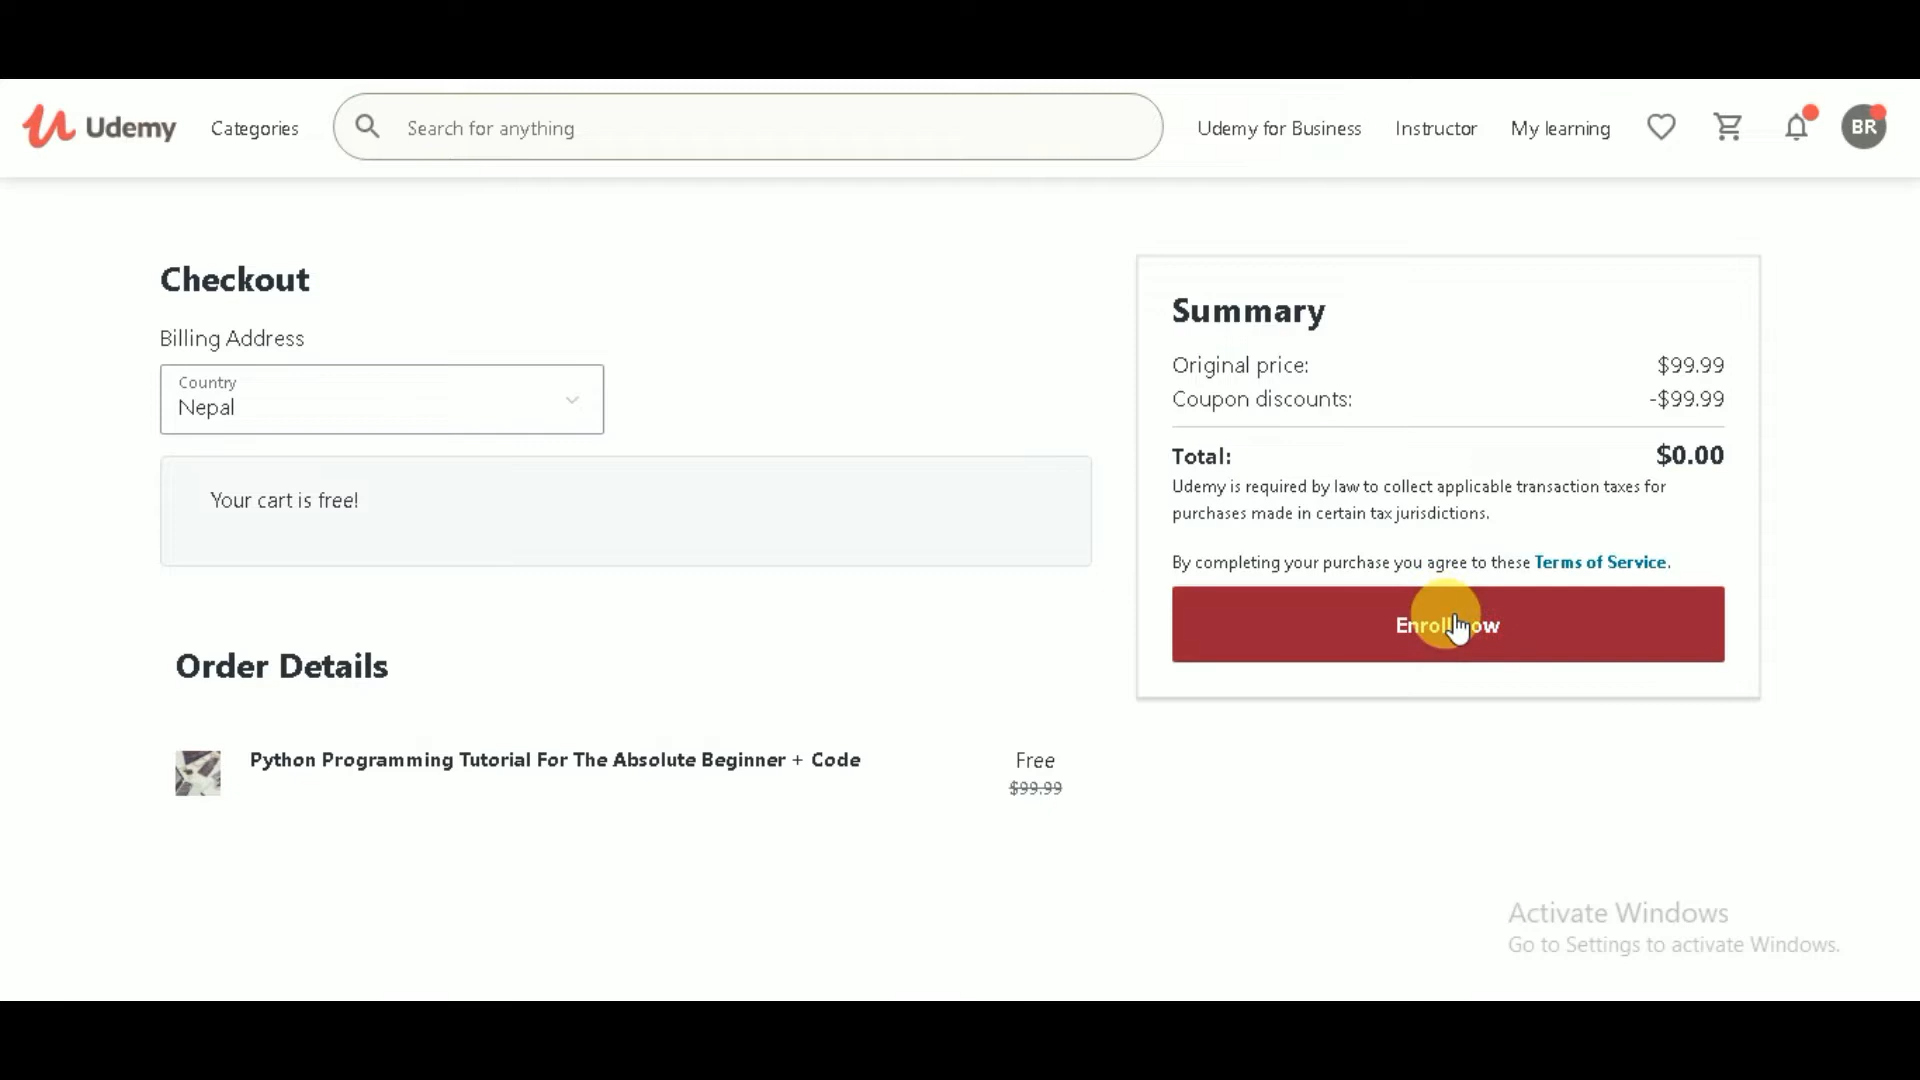 Udemy
Categories
Search for anything
Udemy for Business
Instructor
My learning
BR
Checkout
Billing Address
Country
Nepal
Your cart is free!
Order Details
Python Programming Tutorial For The Absolute Beginner + Code
Free
$99.99
Summary
Original price: $99.99
Coupon discounts: -$99.99
Total: $0.00
Udemy is required by law to collect applicable transaction taxes for
purchases made in certain tax jurisdictions.
By completing your purchase you agree to these Terms of Service.
Enroll now
Activate Windows
Go to Settings to activate Windows.